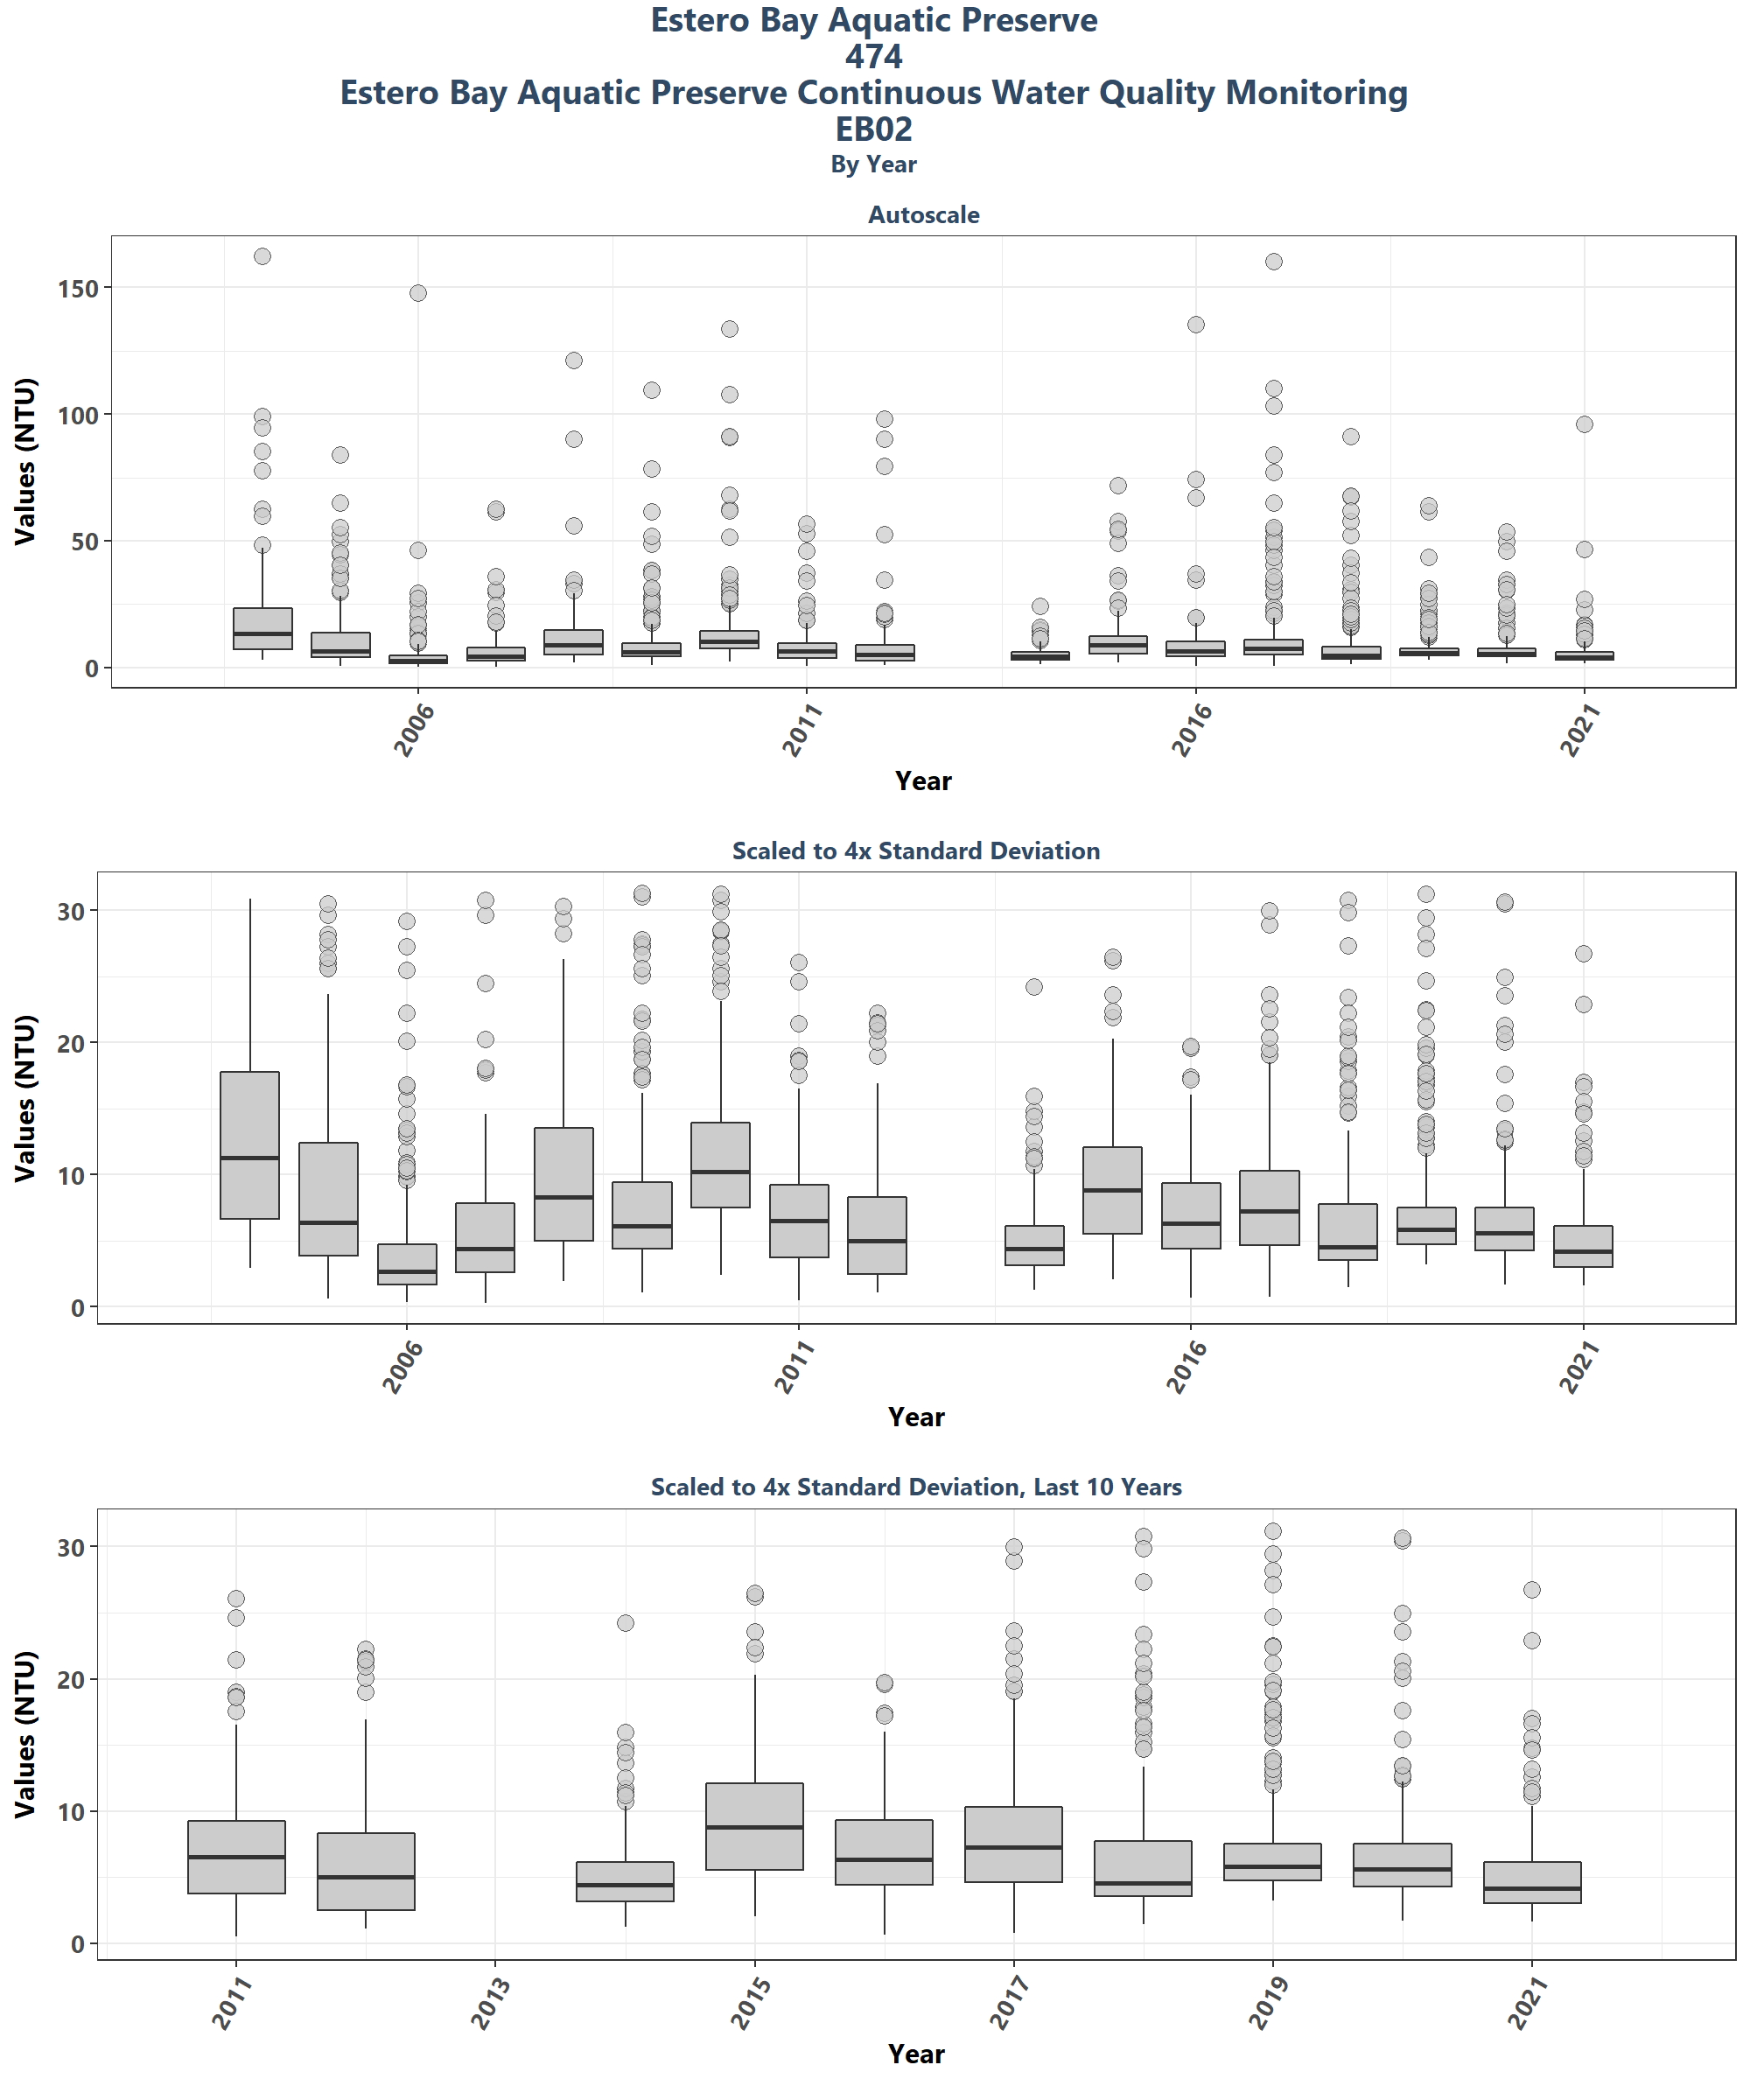 Estero Bay Aquatic Preserve
474
Estero Bay Aquatic Preserve Continuous Water Quality Monitoring
EB02
By Year
Autoscale
Values (NTU)
150
100
50
0
2006
2011
2016
2021
Year
Scaled to 4x Standard Deviation
Values (NTU)
30
20
10
0
2006
2011
2016
2021
Year
Scaled to 4x Standard Deviation, Last 10 Years
Values (NTU)
30
20
10
0
2011
2013
2015
2017
2019
2021
Year